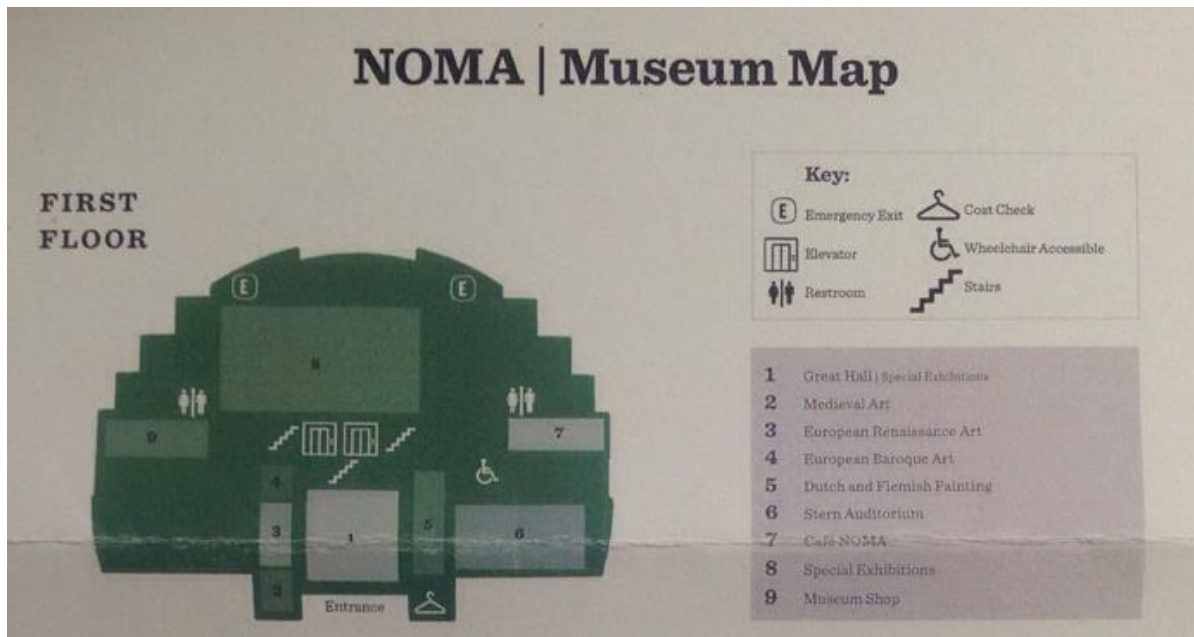 NOMA | Museum Map
FIRST
FLOOR
Key:
E Emergency Exit
Coat Check
Elevator
Wheelchair Accessible
Restroom
Stairs
E
E
8
9
7
4
3
1
5
6
2
Entrance
1 Great Hall | Special Exhibitions
2 Medieval Art
3 European Renaissance Art
4 European Baroque Art
5 Dutch and Flemish Painting
6 Stern Auditorium
7 Café NOMA
8 Special Exhibitions
9 Museum Shop